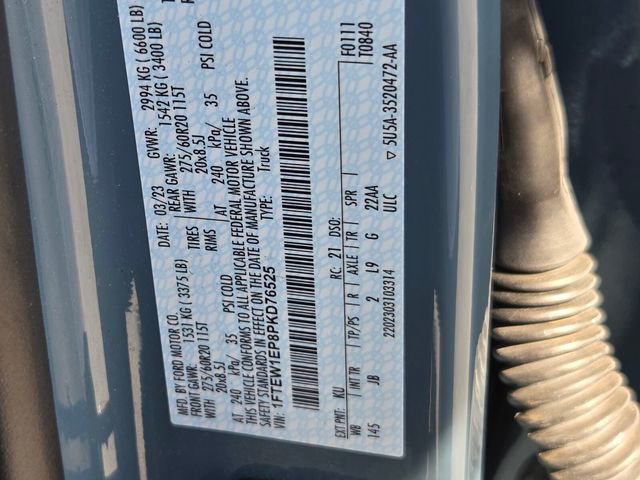 MFD. BY FORD MOTOR CO.
DATE: 03/23 GVWR: 2994 KG ( 6600 LB)
FRONT GAWR: 1531 KG ( 3375 LB) REAR GAWR: 1542 KG ( 3400 LB)
WITH 275/60R20 115T TIRES WITH 275/60R20 115T
20x8.5J RIMS 20x8.5J
AT 240 kPa/ 35 PSI COLD AT 240 kPa/ 35 PSI COLD
THIS VEHICLE CONFORMS TO ALL APPLICABLE FEDERAL MOTOR VEHICLE
SAFETY STANDARDS IN EFFECT ON THE DATE OF MANUFACTURE SHOWN ABOVE.
VIN: 1FTEW1EP8PKD76525 TYPE: Truck
F0111
T0840
EXT PNT: KU RC: 21 DSO:
WB TP/PS R AXLE TR SPR
145 JB 2 L9 G 22AA
2202303103314 ULC
5U5A-3520472-AA